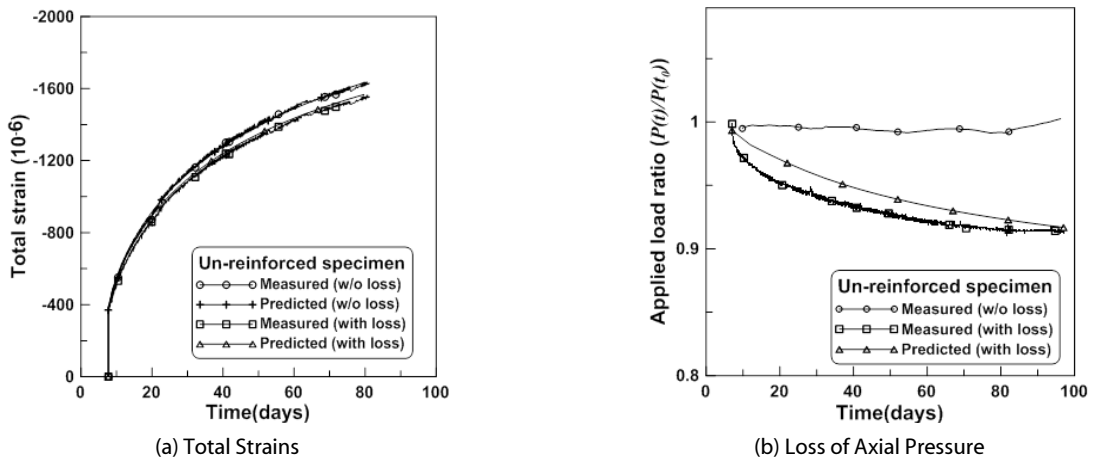 -2000
-1600
-1200
-800
-400
0
Total strain (10⁻⁶)
Un-reinforced specimen
Measured (w/o loss)
Predicted (w/o loss)
Measured (with loss)
Predicted (with loss)
0 20 40 60 80 100
Time(days)
(a) Total Strains
1
0.9
0.8
Applied load ratio (P(t)/P(t₀))
Un-reinforced specimen
Measured (w/o loss)
Measured (with loss)
Predicted (with loss)
0 20 40 60 80 100
Time(days)
(b) Loss of Axial Pressure